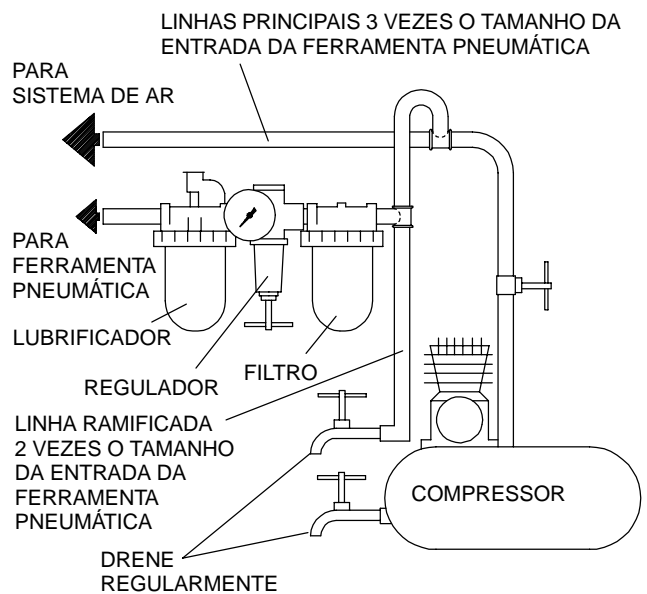 LINHAS PRINCIPAIS 3 VEZES O TAMANHO DA
ENTRADA DA FERRAMENTA PNEUMÁTICA
PARA
SISTEMA DE AR
PARA
FERRAMENTA
PNEUMÁTICA
LUBRIFICADOR
REGULADOR
FILTRO
LINHA RAMIFICADA
2 VEZES O TAMANHO
DA ENTRADA DA
FERRAMENTA
PNEUMÁTICA
COMPRESSOR
DRENE
REGULARMENTE